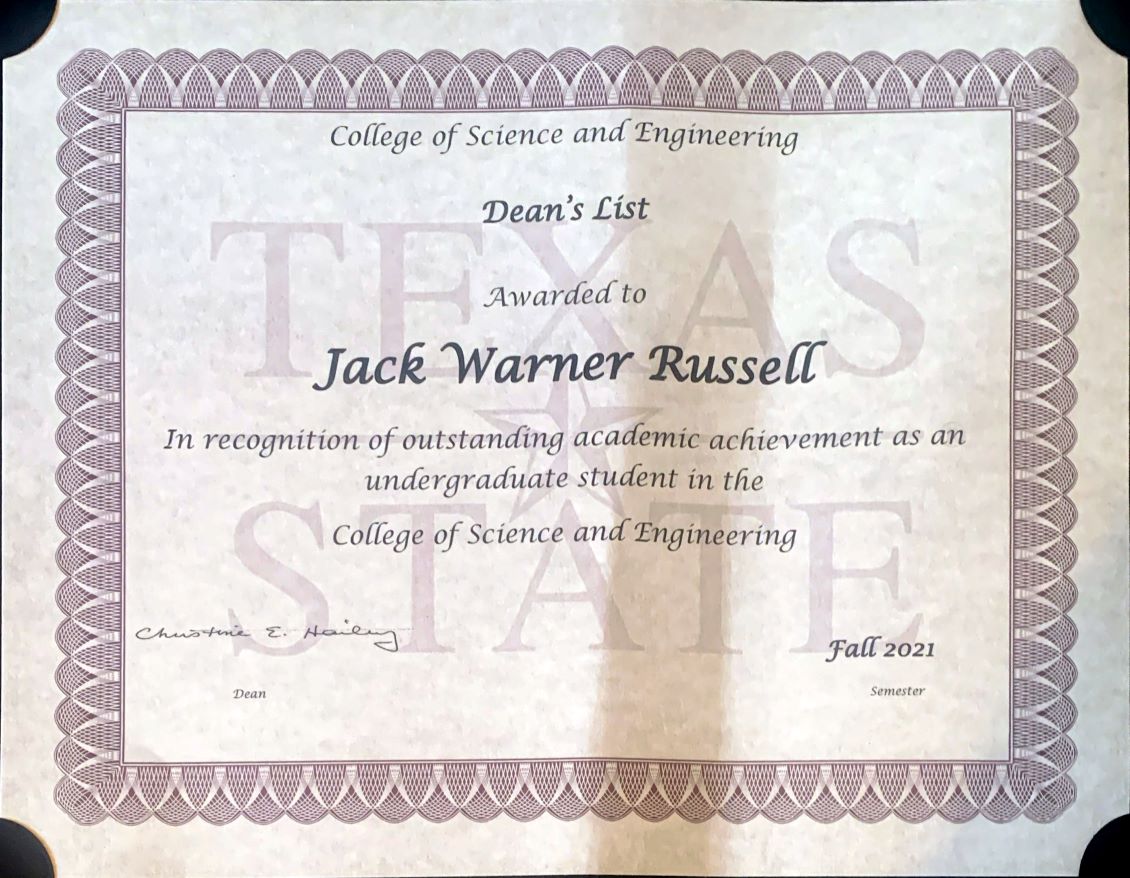 College of Science and Engineering
Dean's List
TEXAS
Awarded to
Jack Warner Russell
In recognition of outstanding academic achievement as an
undergraduate student in the
College of Science and Engineering
STATE
Christine E. Hailey
Fall 2021
Dean
Semester